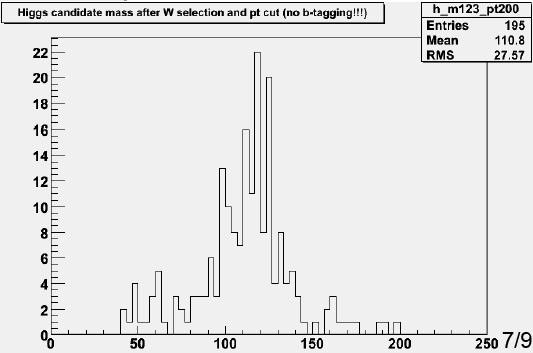 Higgs candidate mass after W selection and pt cut (no b-tagging!!!)
h_m123_pt200
Entries 195
Mean 110.8
RMS 27.57
22
20
18
16
14
12
10
8
6
4
2
0
0 50 100 150 200 250
7/9